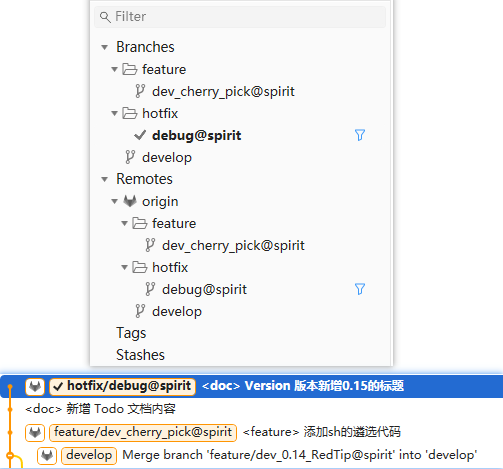 Filter
Branches
feature
dev_cherry_pick@spirit
hotfix
debug@spirit
develop
Remotes
origin
feature
dev_cherry_pick@spirit
hotfix
debug@spirit
develop
Tags
Stashes
hotfix/debug@spirit <doc> Version 版本新增0.15的标题
<doc> 新增 Todo 文档内容
feature/dev_cherry_pick@spirit <feature> 添加sh的遴选代码
develop Merge branch 'feature/dev_0.14_RedTip@spirit' into 'develop'